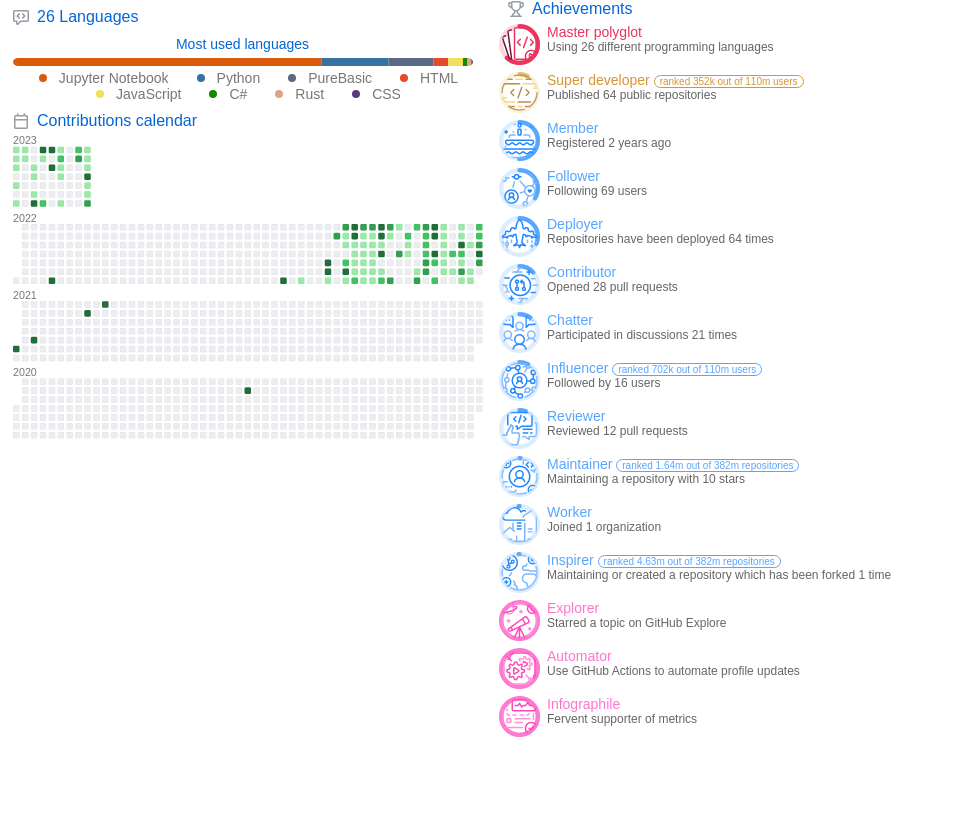 26 Languages
Most used languages
Jupyter Notebook Python PureBasic HTML
JavaScript C# Rust CSS
Contributions calendar
2023
2022
2021
2020
Achievements
Master polyglot
Using 26 different programming languages
Super developer ranked 352k out of 110m users
Published 64 public repositories
Member
Registered 2 years ago
Follower
Following 69 users
Deployer
Repositories have been deployed 64 times
Contributor
Opened 28 pull requests
Chatter
Participated in discussions 21 times
Influencer ranked 702k out of 110m users
Followed by 16 users
Reviewer
Reviewed 12 pull requests
Maintainer ranked 1.64m out of 382m repositories
Maintaining a repository with 10 stars
Worker
Joined 1 organization
Inspirer ranked 4.63m out of 382m repositories
Maintaining or created a repository which has been forked 1 time
Explorer
Starred a topic on GitHub Explore
Automator
Use GitHub Actions to automate profile updates
Infographile
Fervent supporter of metrics